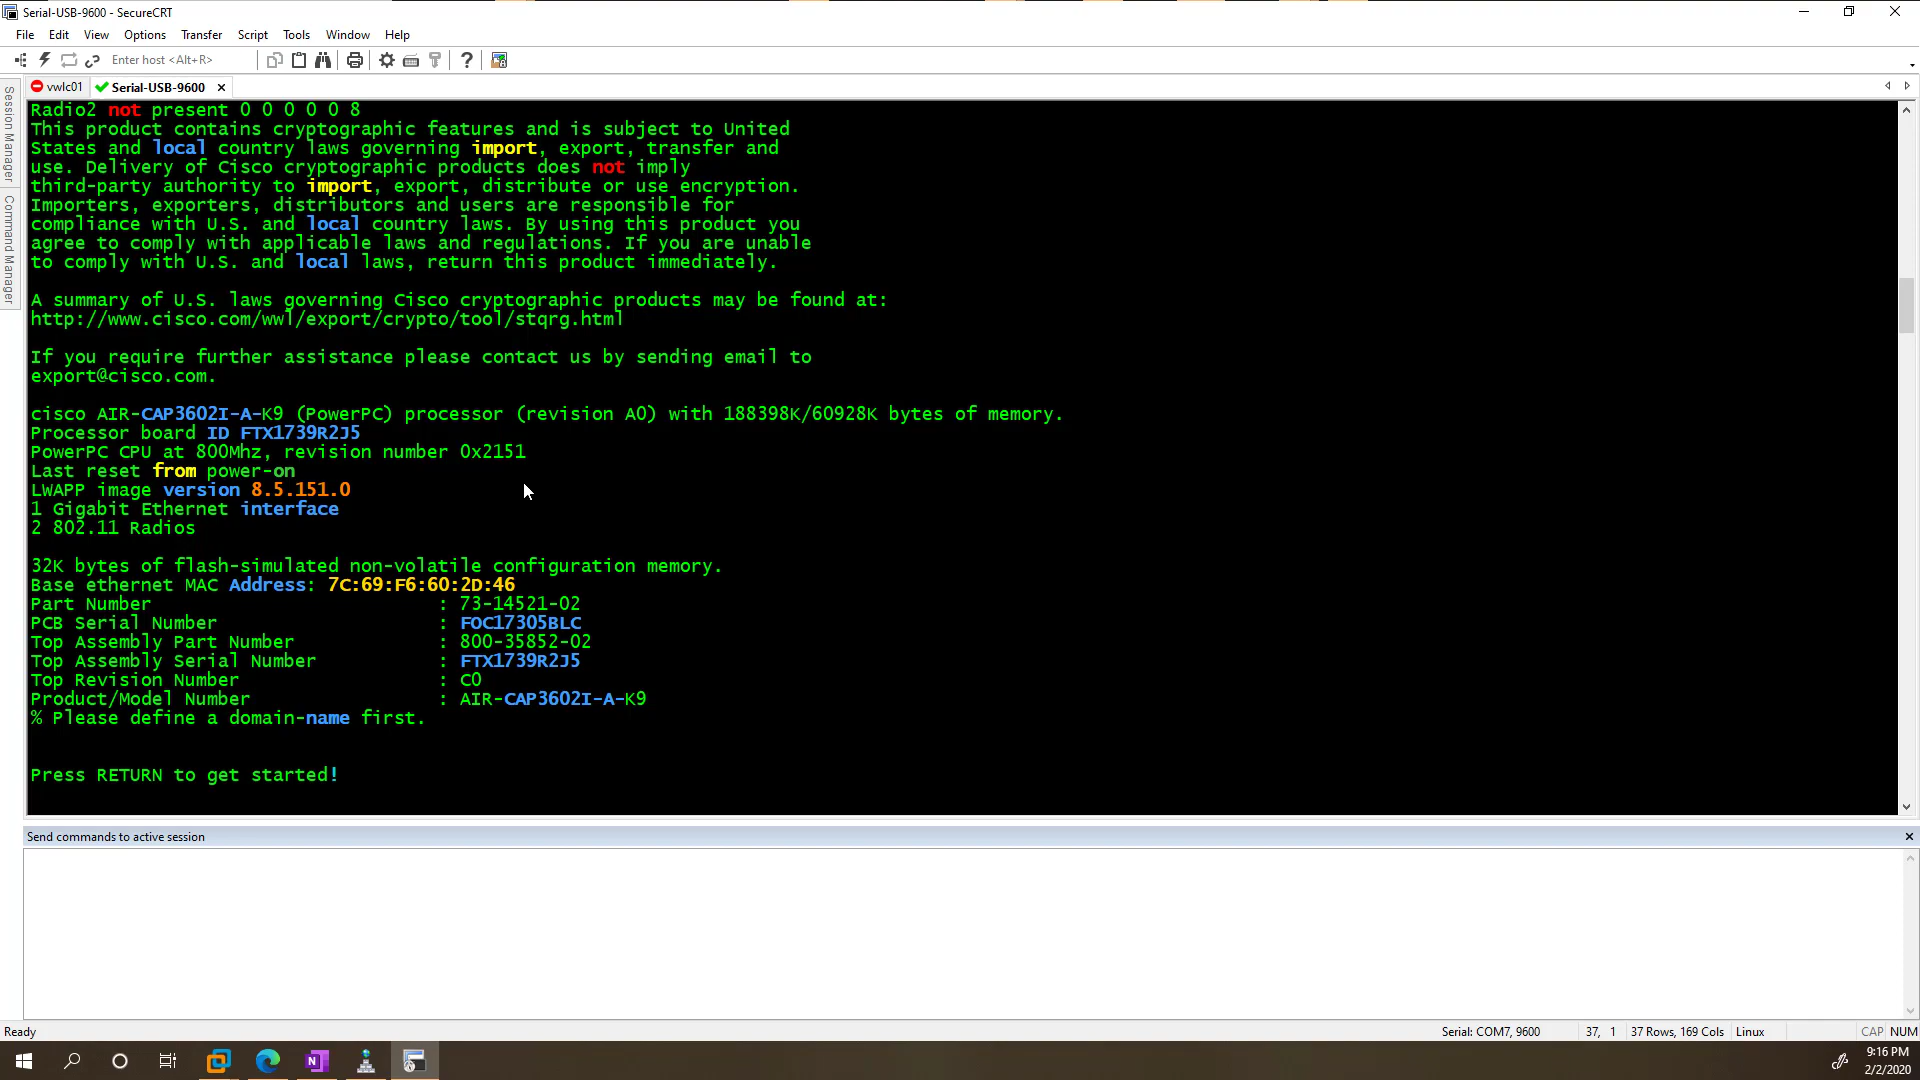 Serial-USB-9600 - SecureCRT
File Edit View Options Transfer Script Tools Window Help
Enter host <Alt+R>
vwlc01 Serial-USB-9600
Session Manager
Command Manager
Radio2 not present 0 0 0 0 0 8
This product contains cryptographic features and is subject to United
States and local country laws governing import, export, transfer and
use. Delivery of Cisco cryptographic products does not imply
third-party authority to import, export, distribute or use encryption.
Importers, exporters, distributors and users are responsible for
compliance with U.S. and local country laws. By using this product you
agree to comply with applicable laws and regulations. If you are unable
to comply with U.S. and local laws, return this product immediately.
A summary of U.S. laws governing Cisco cryptographic products may be found at:
http://www.cisco.com/wwl/export/crypto/tool/stqrg.html
If you require further assistance please contact us by sending email to
export@cisco.com.
cisco AIR-CAP3602I-A-K9 (PowerPC) processor (revision A0) with 188398K/60928K bytes of memory.
Processor board ID FTX1739R2J5
PowerPC CPU at 800Mhz, revision number 0x2151
Last reset from power-on
LWAPP image version 8.5.151.0
1 Gigabit Ethernet interface
2 802.11 Radios
32K bytes of flash-simulated non-volatile configuration memory.
Base ethernet MAC Address: 7C:69:F6:60:2D:46
Part Number : 73-14521-02
PCB Serial Number : FOC17305BLC
Top Assembly Part Number : 800-35852-02
Top Assembly Serial Number : FTX1739R2J5
Top Revision Number : C0
Product/Model Number : AIR-CAP3602I-A-K9
% Please define a domain-name first.
Press RETURN to get started!
Send commands to active session
Ready Serial: COM7, 9600 37, 1 37 Rows, 169 Cols Linux CAP NUM
9:16 PM
2/2/2020